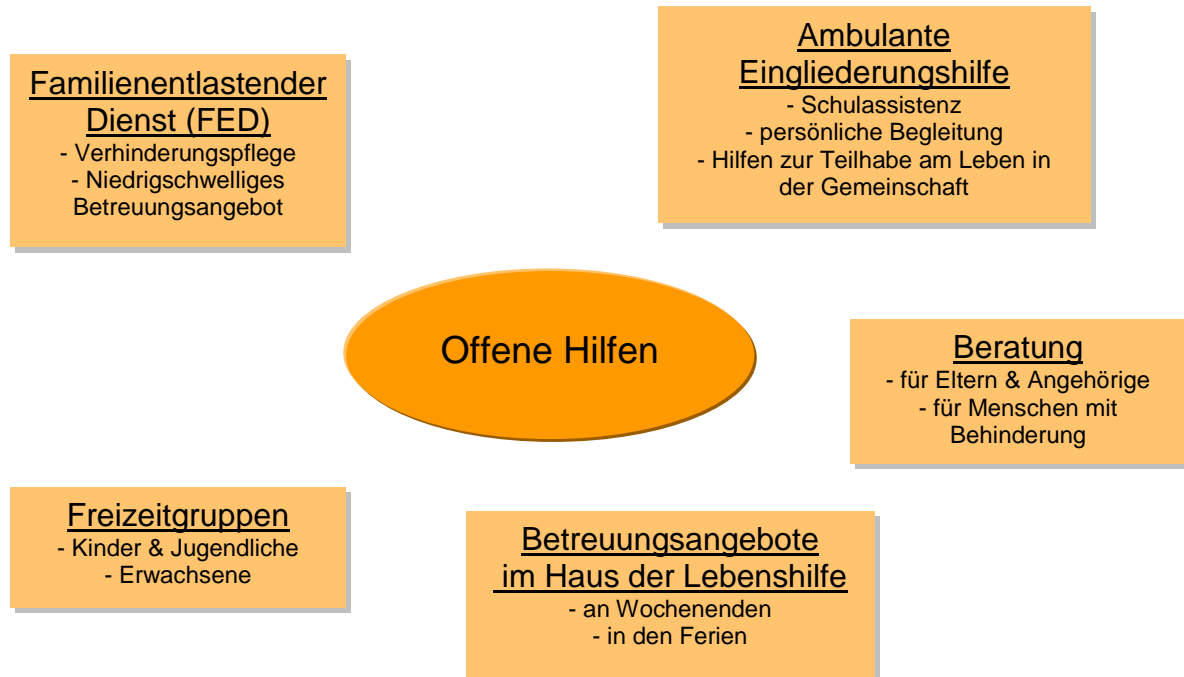 Familienentlastender
Dienst (FED)
- Verhinderungspflege
- Niedrigschwelliges
Betreuungsangebot
Ambulante
Eingliederungshilfe
- Schulassistenz
- persönliche Begleitung
- Hilfen zur Teilhabe am Leben in
der Gemeinschaft
Offene Hilfen
Beratung
- für Eltern & Angehörige
- für Menschen mit
Behinderung
Freizeitgruppen
- Kinder & Jugendliche
- Erwachsene
Betreuungsangebote
im Haus der Lebenshilfe
- an Wochenenden
- in den Ferien